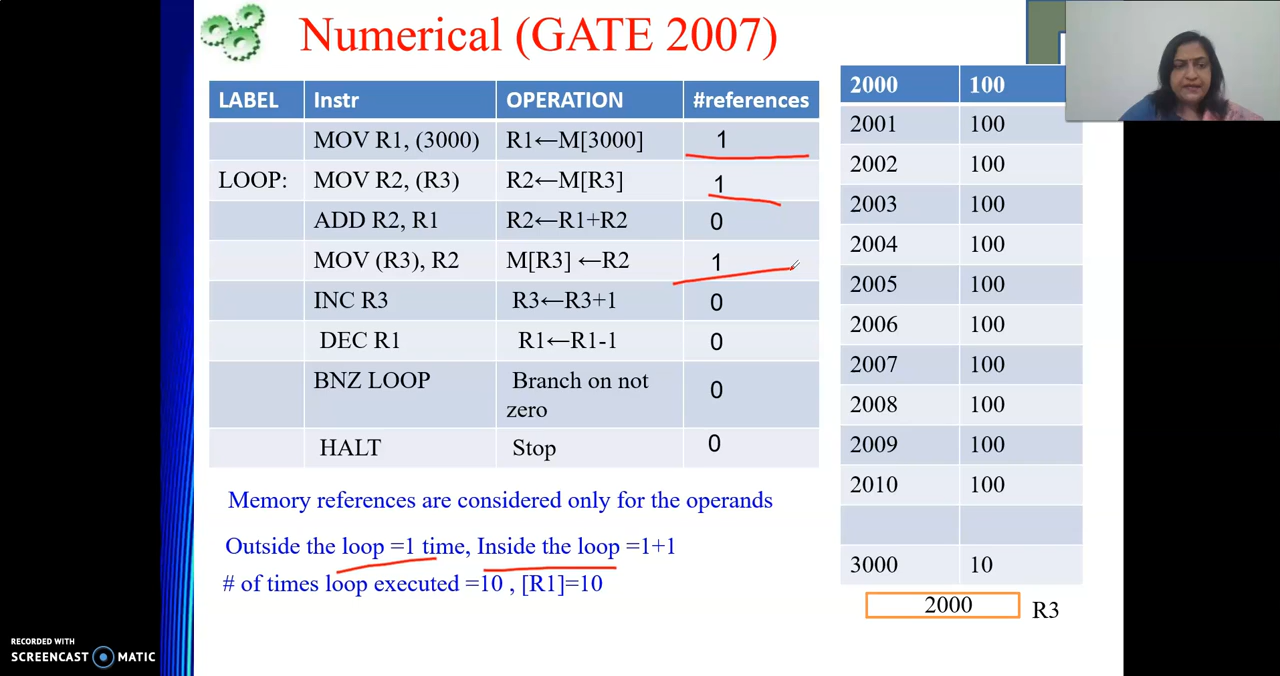 Numerical (GATE 2007)
LABEL Instr OPERATION #references
MOV R1, (3000) R1←M[3000] 1
LOOP: MOV R2, (R3) R2←M[R3] 1
ADD R2, R1 R2←R1+R2 0
MOV (R3), R2 M[R3] ←R2 1
INC R3 R3←R3+1 0
DEC R1 R1←R1-1 0
BNZ LOOP Branch on not zero 0
HALT Stop 0
Memory references are considered only for the operands
Outside the loop =1 time, Inside the loop =1+1
# of times loop executed =10 , [R1]=10
2000 100
2001 100
2002 100
2003 100
2004 100
2005 100
2006 100
2007 100
2008 100
2009 100
2010 100
3000 10
2000 R3
RECORDED WITH
SCREENCAST MATIC